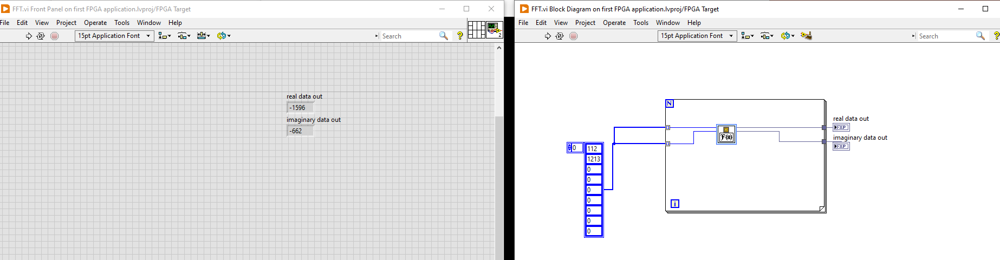 FFT.vi Front Panel on first FPGA application.lvproj/FPGA Target
File Edit View Project Operate Tools Window Help
15pt Application Font
Search
?
2
real data out
-1596
imaginary data out
-662
FFT.vi Block Diagram on first FPGA application.lvproj/FPGA Target
File Edit View Project Operate Tools Window Help
15pt Application Font
Search
?
N
real data out
FXP
imaginary data out
FXP
F(x)
0
112
1213
0
0
0
0
0
0
0
i